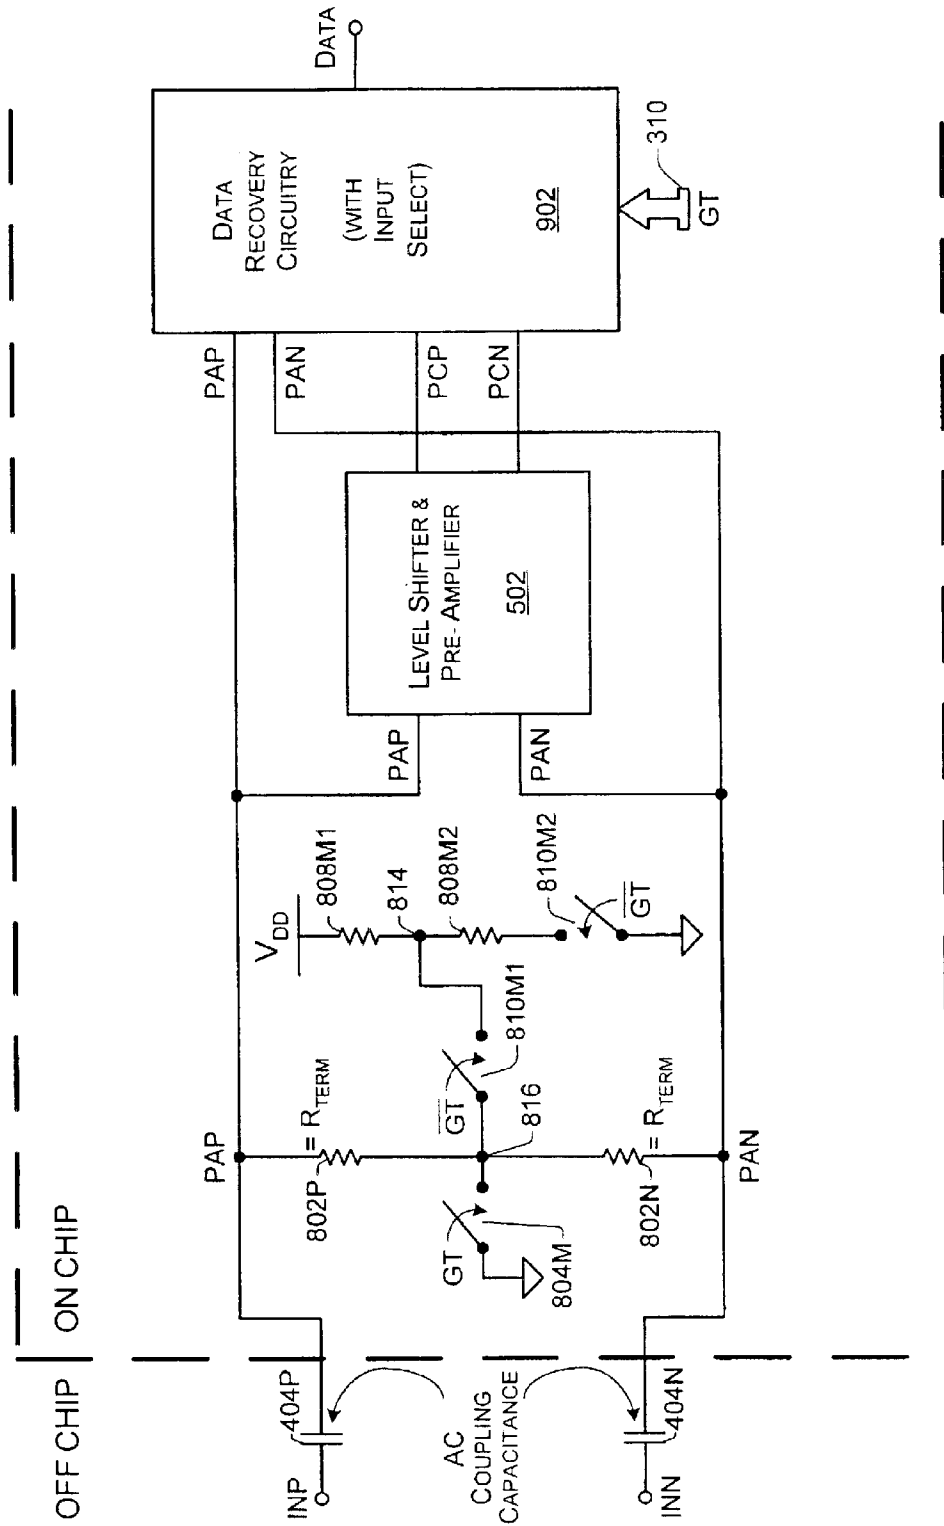 OFF CHIP
ON CHIP
INP
404P
AC
COUPLING
CAPACITANCE
INN
404N
PAP
802P
= R_TERM
GT
804M
816
802N
= R_TERM
PAN
G̅T̅
810M1
V_DD
808M1
814
808M2
810M2
G̅T̅
PAP
PAN
LEVEL SHIFTER &
PRE-AMPLIFIER
502
PAP
PAN
PCP
PCN
DATA
RECOVERY
CIRCUITRY
(WITH
INPUT
SELECT)
902
DATA
310
GT